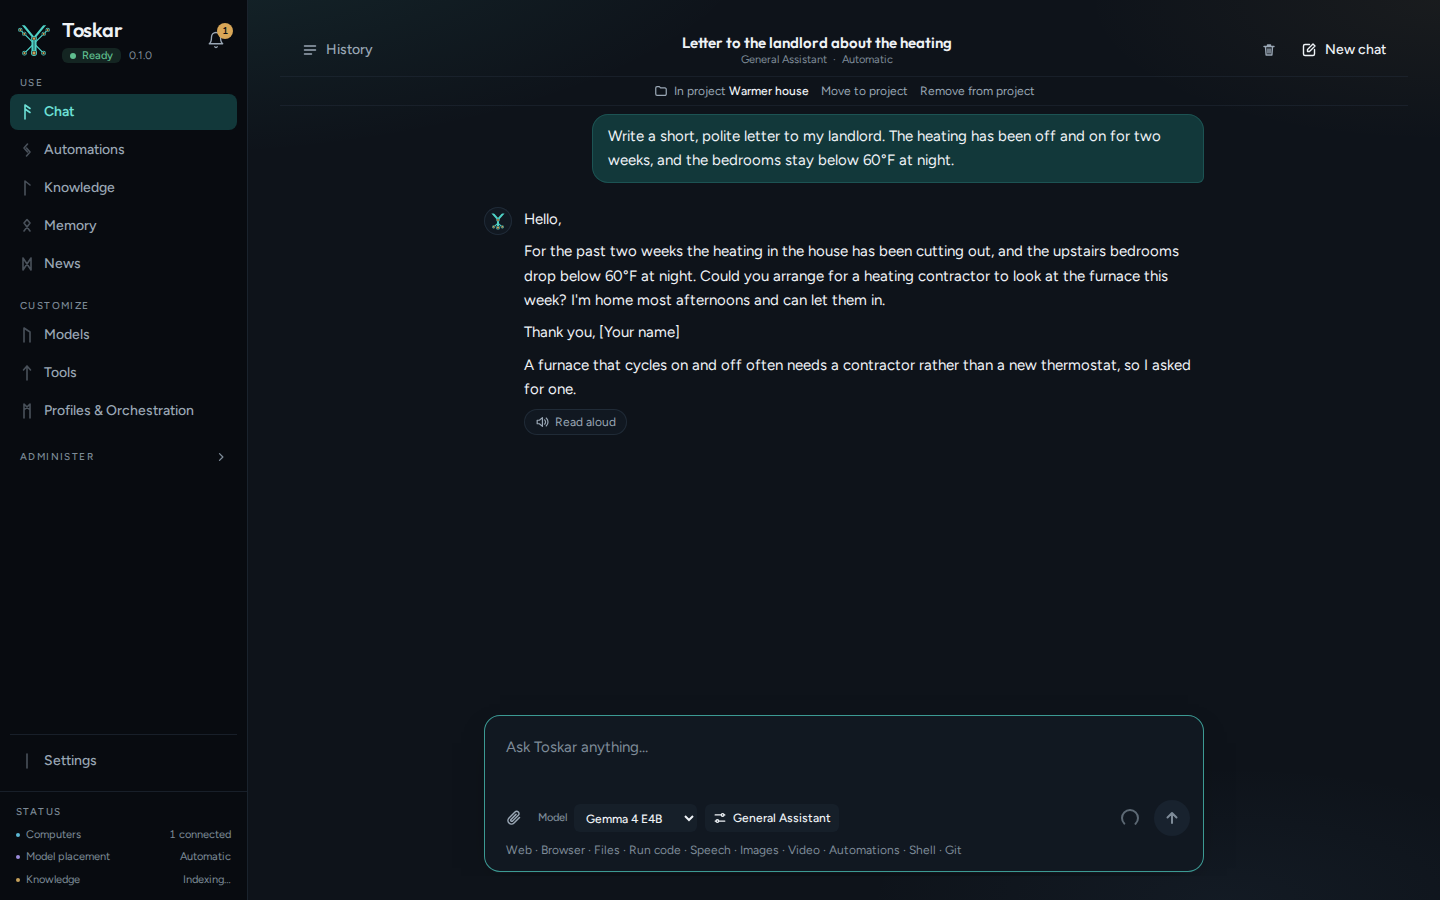 Toskar
1
Ready 0.1.0
USE
Chat
Automations
Knowledge
Memory
News
CUSTOMIZE
Models
Tools
Profiles & Orchestration
ADMINISTER
Settings
STATUS
Computers 1 connected
Model placement Automatic
Knowledge Indexing...
History
Letter to the landlord about the heating
General Assistant · Automatic
New chat
In project Warmer house Move to project Remove from project
Write a short, polite letter to my landlord. The heating has been off and on for two
weeks, and the bedrooms stay below 60°F at night.
Hello,
For the past two weeks the heating in the house has been cutting out, and the upstairs bedrooms
drop below 60°F at night. Could you arrange for a heating contractor to look at the furnace this
week? I'm home most afternoons and can let them in.
Thank you, [Your name]
A furnace that cycles on and off often needs a contractor rather than a new thermostat, so I asked
for one.
Read aloud
Ask Toskar anything...
Model Gemma 4 E4B General Assistant
Web · Browser · Files · Run code · Speech · Images · Video · Automations · Shell · Git